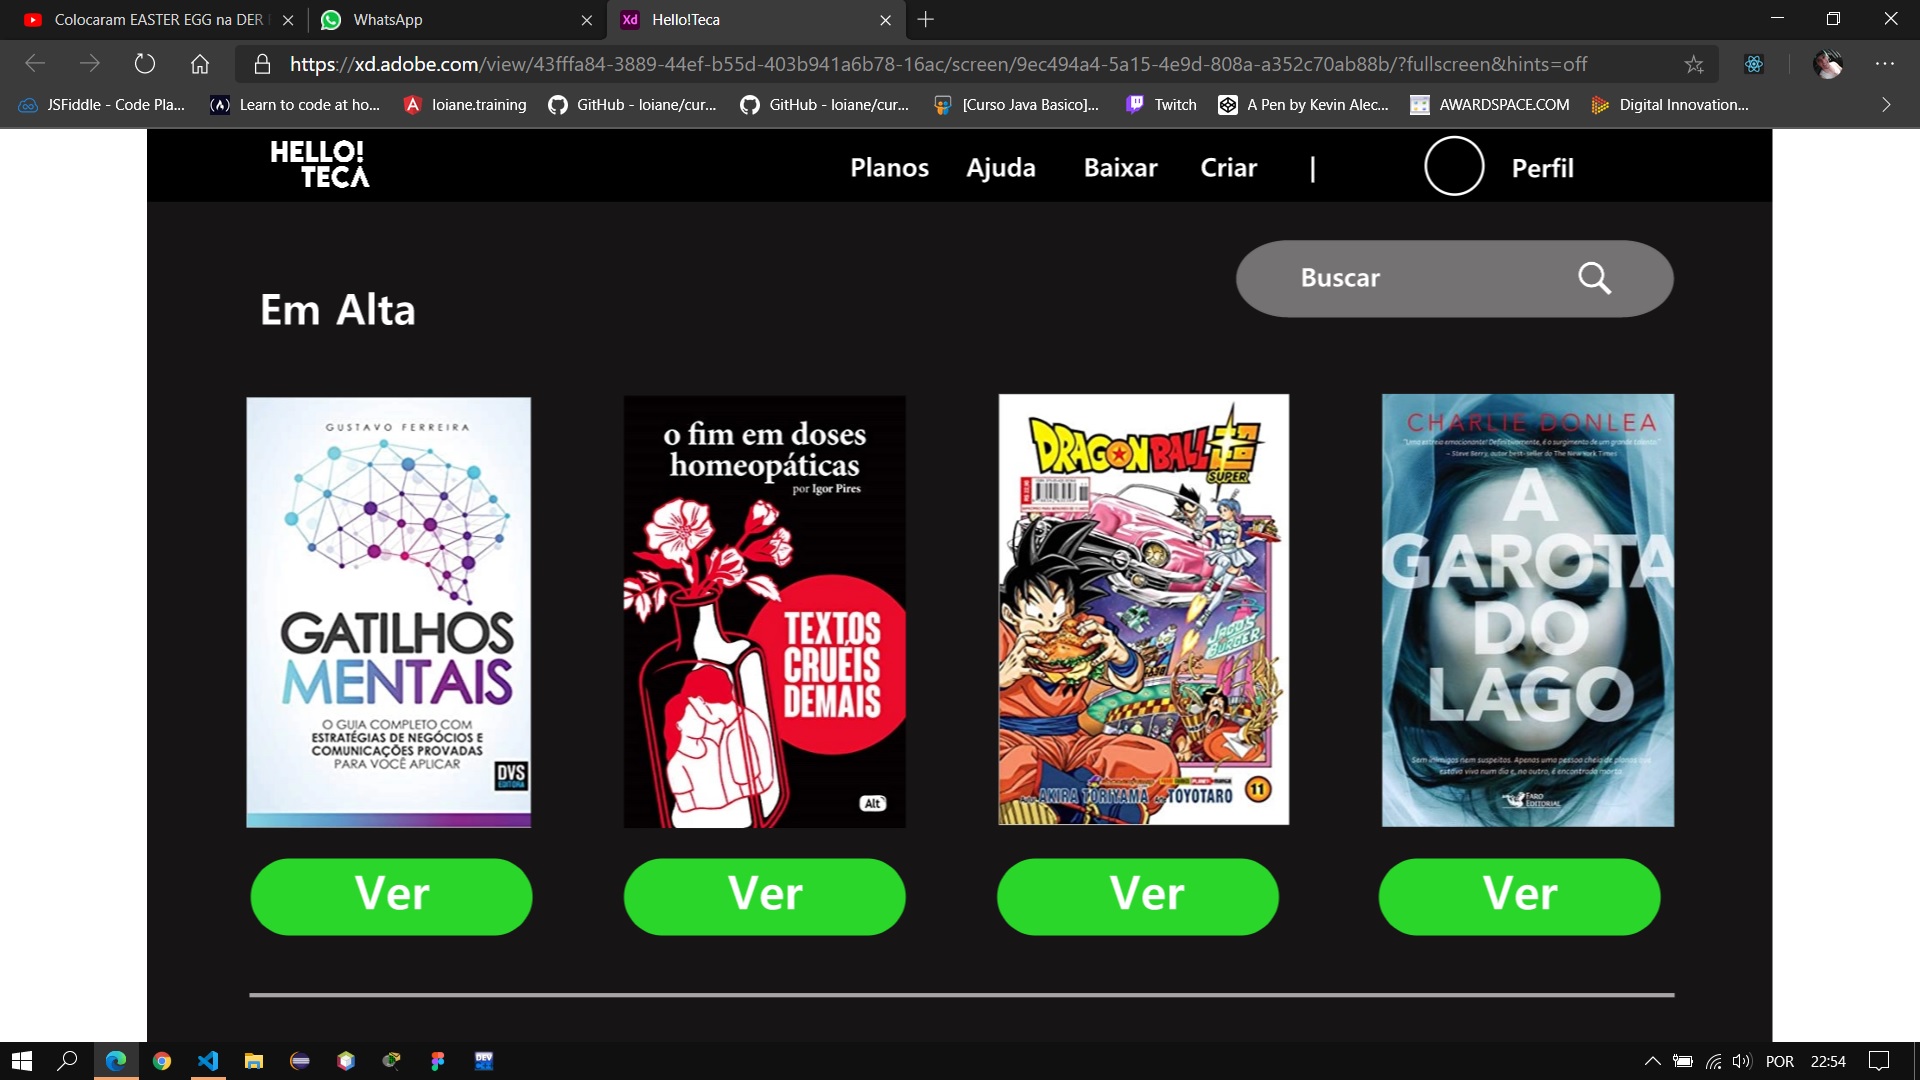 Colocaram EASTER EGG na DER
WhatsApp
Xd
Hello!Teca
https://xd.adobe.com/view/43fffa84-3889-44ef-b55d-403b941a6b78-16ac/screen/9ec494a4-5a15-4e9d-808a-a352c70ab88b/?fullscreen&hints=off
JSFiddle - Code Pla...
Learn to code at ho...
loiane.training
GitHub - loiane/cur...
GitHub - loiane/cur...
[Curso Java Basico]...
Twitch
A Pen by Kevin Alec...
AWARDSPACE.COM
Digital Innovation...
HELLO!
TECA
Planos
Ajuda
Baixar
Criar
|
Perfil
Buscar
Em Alta
GUSTAVO FERREIRA
GATILHOS
MENTAIS
O GUIA COMPLETO COM
ESTRATÉGIAS DE NEGÓCIOS E
COMUNICAÇÕES PROVADAS
PARA VOCÊ APLICAR
DVS
EDITORA
o fim em doses
homeopáticas
por Igor Pires
TEXTOS
CRUÉIS
DEMAIS
Alt
DRAGON BALL
SUPER
JACO'S
BURGER
AKIRA TORIYAMA
TOYOTARO
11
CHARLIE DONLEA
"Uma estreia emocionante! Definitivamente, é o surgimento de um grande talento."
– Steve Berry, autor best-seller do The New York Times
A
GAROTA
DO
LAGO
Sem inimigos nem suspeitos. Apenas uma pessoa cheia de planos que
estava viva num dia e, no outro, é encontrada morta.
FARO
EDITORIAL
Ver
Ver
Ver
Ver
DEV
POR
22:54